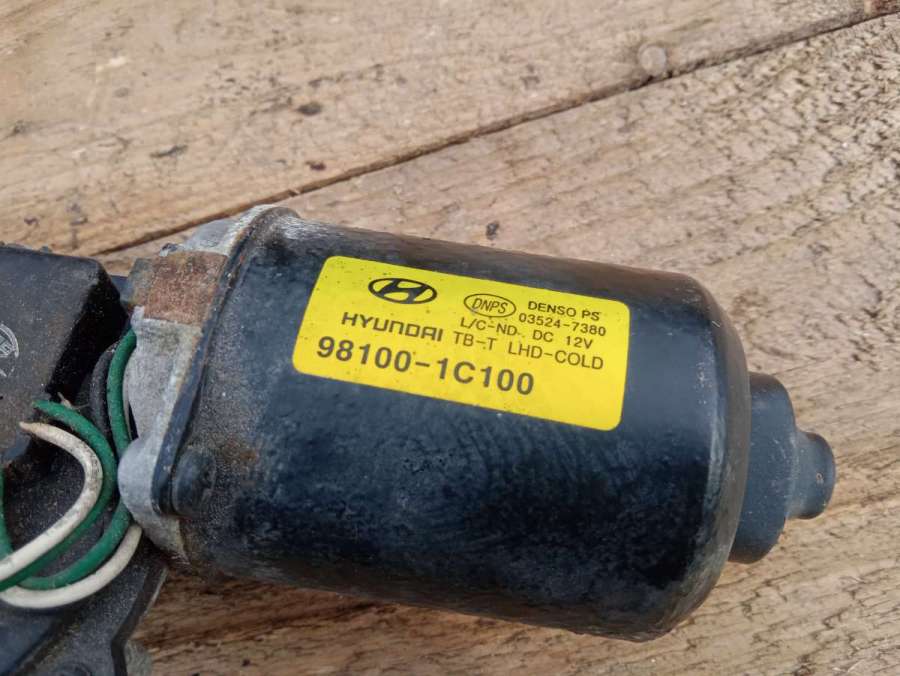 DNPS DENSO PS
03524-7380
L/C-ND. DC 12V
HYUNDAI TB-T LHD-COLD
98100-1C100